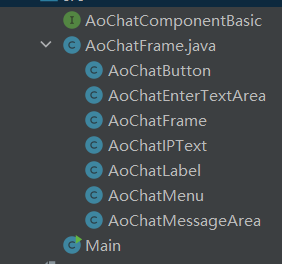 AoChatComponentBasic
AoChatFrame.java
AoChatButton
AoChatEnterTextArea
AoChatFrame
AoChatIPText
AoChatLabel
AoChatMenu
AoChatMessageArea
Main